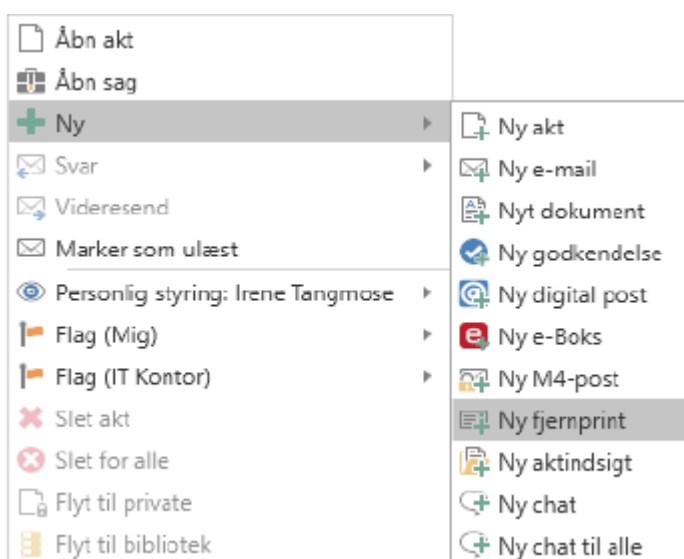 Åbn akt
Åbn sag
Ny
Svar
Videresend
Marker som ulæst
Personlig styring: Irene Tangmose
Flag (Mig)
Flag (IT Kontor)
Slet akt
Slet for alle
Flyt til private
Flyt til bibliotek
Ny akt
Ny e-mail
Nyt dokument
Ny godkendelse
Ny digital post
Ny e-Boks
Ny M4-post
Ny fjernprint
Ny aktindsigt
Ny chat
Ny chat til alle